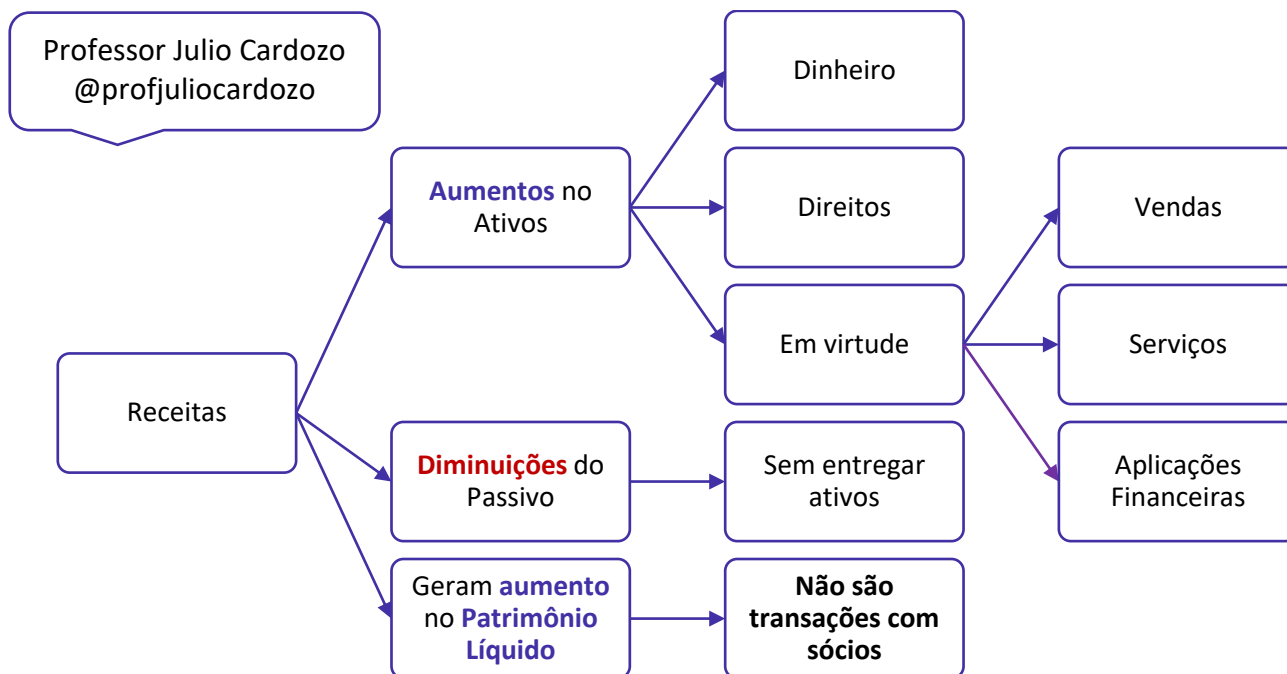 Professor Julio Cardozo
@profjuliocardozo
Dinheiro
Aumentos no
Ativos
Direitos
Vendas
Em virtude
Serviços
Receitas
Diminuições do
Passivo
Sem entregar
ativos
Aplicações
Financeiras
Geram aumento
no Patrimônio
Líquido
Não são
transações com
sócios